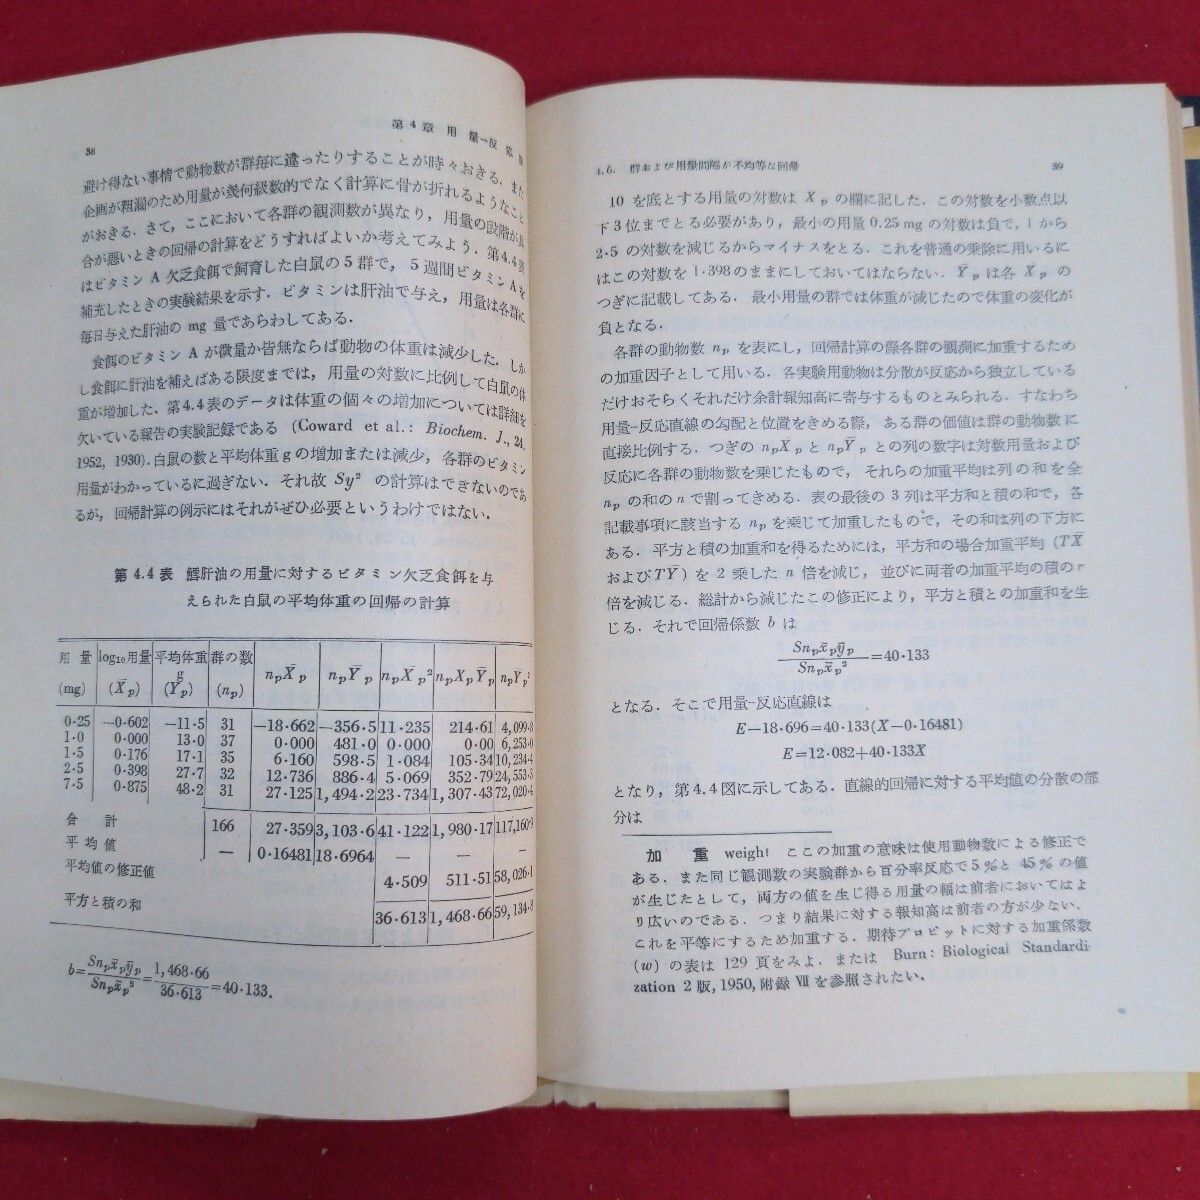 38
第4章 用量-反応
避け得ない事情で動物数が群毎に違ったりすることが時々おきる．また
企画が粗漏のため用量が幾何級数的でなく計算に骨が折れるようなこと
がおきる．さて，ここにおいて各群の観測数が異なり，用量の段階が
合が悪いときの回帰の計算をどうすればよいか考えてみよう．第4.4表
はビタミン A 欠乏食餌で飼育した白鼠の5群で，5週間ビタミンAを
補充したときの実験結果を示す．ビタミンは肝油で与え，用量は各群に
毎日与えた肝油の mg 量であらわしてある．
食餌のビタミン A が微量か皆無ならば動物の体重は減少した．しか
し食餌に肝油を補えばある限度までは，用量の対数に比例して白鼠の体
重が増加した．第4.4表のデータは体重の個々の増加については詳細を
欠いている報告の実験記録である (Coward et al.: Biochem. J., 24,
1952, 1930).白鼠の数と平均体重gの増加または減少，各群のビタミン
用量がわかっているに過ぎない．それ故 Sy² の計算はできないのであ
るが，回帰計算の例示にはそれがぜひ必要というわけではない．
第 4.4 表 鱈肝油の用量に対するビタミン欠乏食餌を与
えられた白鼠の平均体重の回帰の計算
用量 (mg) log₁₀用量 (X̄p) 平均体重 g (Ȳp) 群の数 (np) npX̄p npȲp npX̄p² npXpȲp npȲp²
0·25 −0·602 −11·5 31 −18·662 −356·5 11·235 214·61 4,099·8
1·0 0·000 13·0 37 0·000 481·0 0·000 0·00 6,253·0
1·5 0·176 17·1 35 6·160 598·5 1·084 105·34 10,234·4
2·5 0·398 27·7 32 12·736 886·4 5·069 352·79 24,553·3
7·5 0·875 48·2 31 27·125 1,494·2 23·734 1,307·43 72,020·4
合計 166 27·359 3,103·6 41·122 1,980·17 117,160·9
平均値 — 0·16481 18·6964 — — —
平均値の修正値 4·509 511·51 58,026·1
平方と積の和 36·613 1,468·66 59,134·8
b=Snpx̄pȳp/Snpx̄p²=1,468·66/36·613=40·133.
4.6. 群および用量間隔が不均等な回帰
39
10 を底とする用量の対数は Xp の欄に記した．この対数を小数点以
下3位までとる必要があり，最小の用量 0.25 mg の対数は負で，1 から
2·5 の対数を減じるからマイナスをとる．これを普通の乗除に用いるに
はこの対数を 1·398のままにしておいてはならない．Ȳp は各 Xp の
つぎに記載してある．最小用量の群では体重が減じたので体重の変化が
負となる．
各群の動物数 np を表にし，回帰計算の際各群の観測に加重するため
の加重因子として用いる．各実験用動物は分散が反応から独立している
だけおそらくそれだけ余計報知高に寄与するものとみられる．すなわち
用量-反応直線の勾配と位置をきめる際，ある群の価値は群の動物数に
直接比例する．つぎの npX̄p と npȲp との列の数字は対数用量および
反応に各群の動物数を乗じたもので，それらの加重平均は列の和を全
np の和の n で割ってきめる．表の最後の 3 列は平方和と積の和で，各
記載事項に該当する np を乗じて加重したもので，その和は列の下方に
ある．平方と積の加重和を得るためには，平方和の場合加重平均 (TX̄
およびTȲ) を 2 乗した n 倍を減じ，並びに両者の加重平均の積の r
倍を減じる．総計から減じたこの修正により，平方と積との加重和を生
じる．それで回帰係数 b は
Snpx̄pȳp/Snpx̄p²=40·133
となる．そこで用量-反応直線は
E−18·696=40·133(X−0·16481)
E=12·082+40·133X
となり，第4.4図に示してある．直線的回帰に対する平均値の分散の部
分は
加 重 weight ここの加重の意味は使用動物数による修正で
ある．また同じ観測数の実験群から百分率反応で5％と 45％ の値
が生じたとして，両方の値を生じ得る用量の幅は前者においてはよ
り広いのである．つまり結果に対する報知高は前者の方が少ない．
これを平等にするため加重する．期待プロビットに対する加重係数
(w) の表は 129 頁をみよ．または Burn: Biological Standardi
zation 2版, 1950, 附録 Ⅶ を参照されたい．